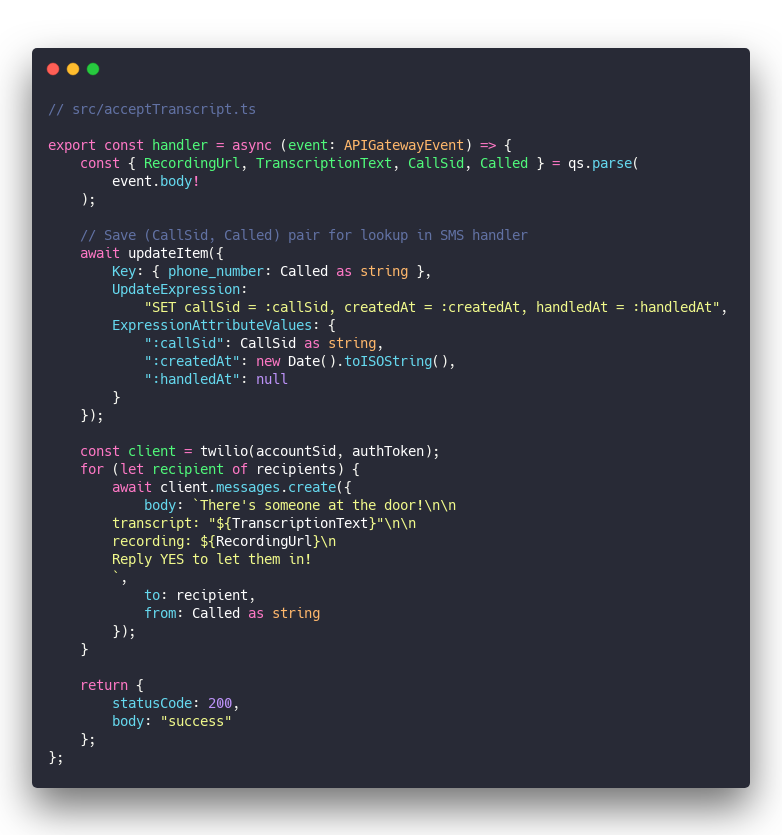 // src/acceptTranscript.ts
export const handler = async (event: APIGatewayEvent) => {
    const { RecordingUrl, TranscriptionText, CallSid, Called } = qs.parse(
        event.body!
    );
    // Save (CallSid, Called) pair for lookup in SMS handler
    await updateItem({
        Key: { phone_number: Called as string },
        UpdateExpression:
            "SET callSid = :callSid, createdAt = :createdAt, handledAt = :handledAt",
        ExpressionAttributeValues: {
            ":callSid": CallSid as string,
            ":createdAt": new Date().toISOString(),
            ":handledAt": null
        }
    });
    const client = twilio(accountSid, authToken);
    for (let recipient of recipients) {
        await client.messages.create({
            body: `There's someone at the door!\n\n
        transcript: "${TranscriptionText}"\n\n
        recording: ${RecordingUrl}\n
        Reply YES to let them in!
        `,
            to: recipient,
            from: Called as string
        });
    }
    return {
        statusCode: 200,
        body: "success"
    };
};